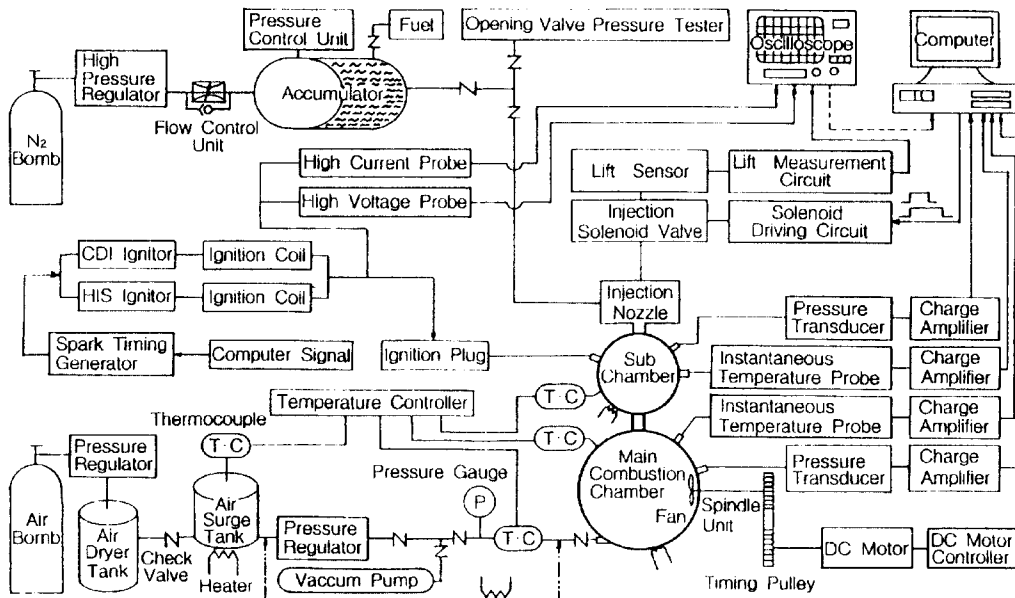 Pressure
Control Unit
Fuel
Opening Valve Pressure Tester
Oscilloscope
Computer
High
Pressure
Regulator
Accumulator
Flow Control
Unit
N2
Bomb
High Current Probe
High Voltage Probe
Lift Sensor
Lift Measurement
Circuit
Injection
Solenoid Valve
Solenoid
Driving Circuit
CDI Ignitor
Ignition Coil
HIS Ignitor
Ignition Coil
Injection
Nozzle
Pressure
Transducer
Charge
Amplifier
Spark Timing
Generator
Computer Signal
Ignition Plug
Sub
Chamber
Instantaneous
Temperature Probe
Charge
Amplifier
Temperature Controller
T·C
Instantaneous
Temperature Probe
Charge
Amplifier
Thermocouple
T·C
T·C
Pressure
Regulator
Pressure Gauge
P
Main
Combustion
Chamber
Fan
Pressure
Transducer
Charge
Amplifier
Spindle
Unit
Air
Bomb
Air
Dryer
Tank
Check
Valve
Air
Surge
Tank
Heater
Pressure
Regulator
Vaccum Pump
T·C
DC Motor
DC Motor
Controller
Timing Pulley